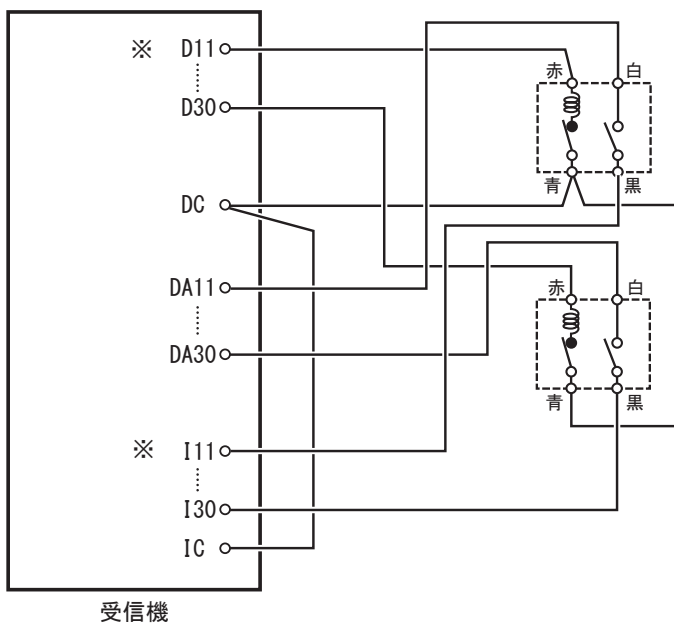 ※ D11
D30
DC
DA11
DA30
※ I11
I30
IC
受信機
赤 白
青 黒
赤 白
青 黒